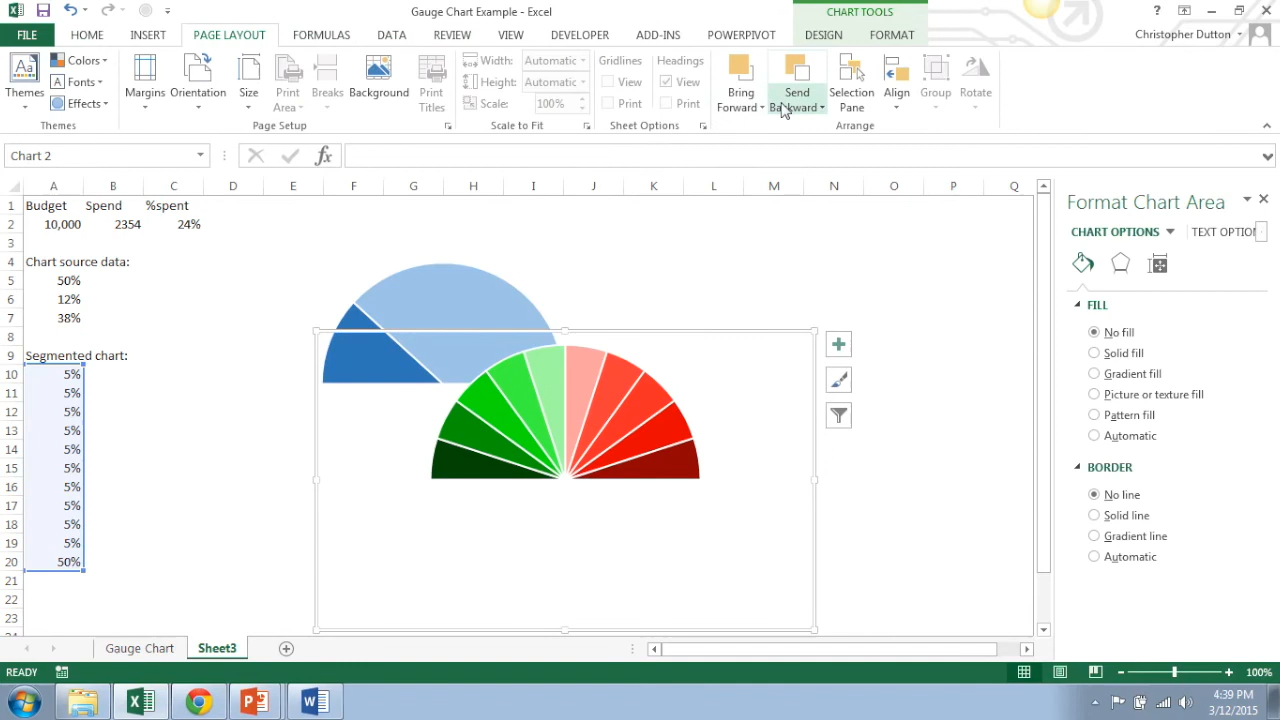 Gauge Chart Example - Excel
CHART TOOLS
?
FILE HOME INSERT PAGE LAYOUT FORMULAS DATA REVIEW VIEW DEVELOPER ADD-INS POWERPIVOT DESIGN FORMAT Christopher Dutton
Themes
Colors
Fonts
Effects
Themes
Margins
Orientation
Size
Print Area
Breaks
Background
Print Titles
Page Setup
Width: Automatic
Height: Automatic
Scale: 100%
Scale to Fit
Gridlines Headings
View View
Print Print
Sheet Options
Bring Forward
Send Backward
Selection Pane
Align
Group
Rotate
Arrange
Chart 2
fx
A B C D E F G H I J K L M N O P Q
1 Budget Spend %spent
2 10,000 2354 24%
3
4 Chart source data:
5 50%
6 12%
7 38%
8
9 Segmented chart:
10 5%
11 5%
12 5%
13 5%
14 5%
15 5%
16 5%
17 5%
18 5%
19 5%
20 50%
21
22
23
Format Chart Area
CHART OPTIONS TEXT OPTIO
FILL
No fill
Solid fill
Gradient fill
Picture or texture fill
Pattern fill
Automatic
BORDER
No line
Solid line
Gradient line
Automatic
Gauge Chart Sheet3
READY
100%
4:39 PM
3/12/2015